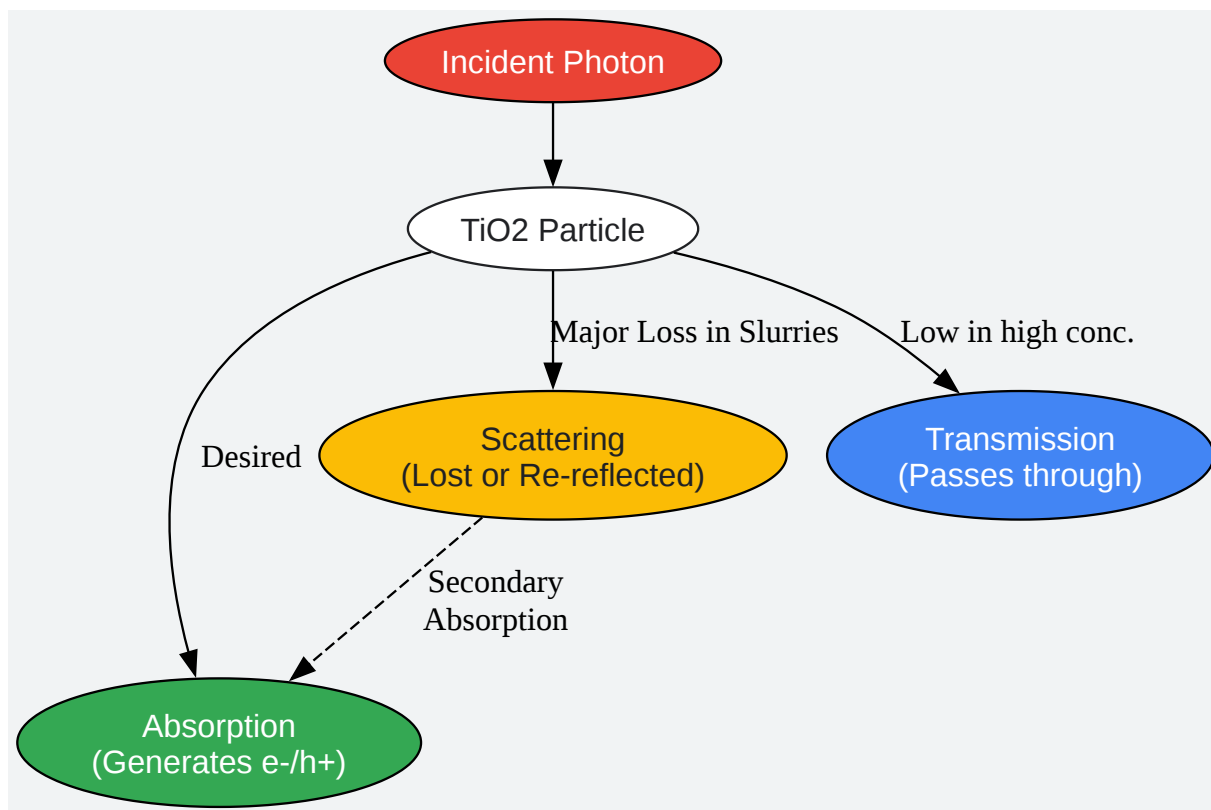 Incident Photon
TiO2 Particle
Major Loss in Slurries
Low in high conc.
Desired
Scattering
(Lost or Re-reflected)
Transmission
(Passes through)
Secondary
Absorption
Absorption
(Generates e-/h+)